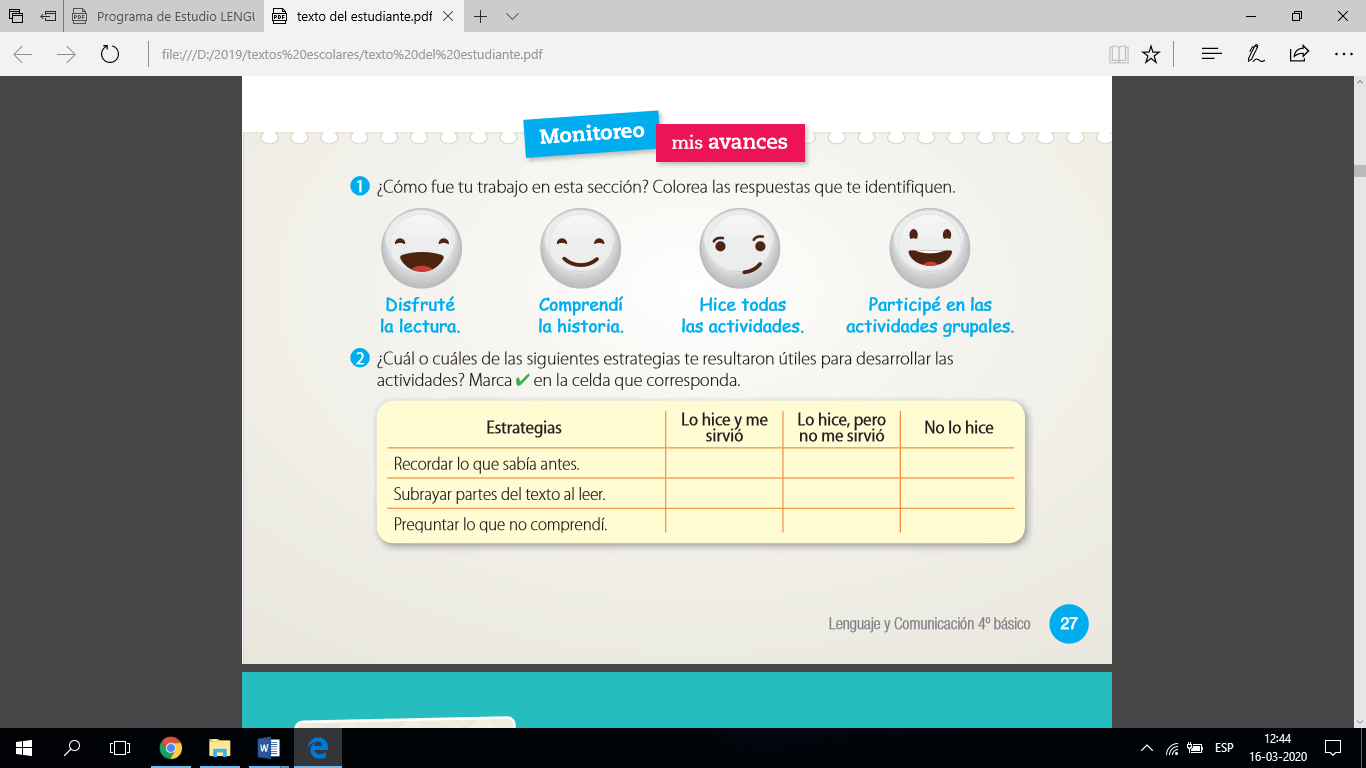 Programa de Estudio LENGU
texto del estudiante.pdf
file:///D:/2019/textos%20escolares/texto%20del%20estudiante.pdf
Monitoreo
mis avances
1 ¿Cómo fue tu trabajo en esta sección? Colorea las respuestas que te identifiquen.
Disfruté
la lectura.
Comprendí
la historia.
Hice todas
las actividades.
Participé en las
actividades grupales.
2 ¿Cuál o cuáles de las siguientes estrategias te resultaron útiles para desarrollar las
actividades? Marca ✔ en la celda que corresponda.
Estrategias
Lo hice y me
sirvió
Lo hice, pero
no me sirvió
No lo hice
Recordar lo que sabía antes.
Subrayar partes del texto al leer.
Preguntar lo que no comprendí.
Lenguaje y Comunicación 4º básico 27
ESP
12:44
16-03-2020